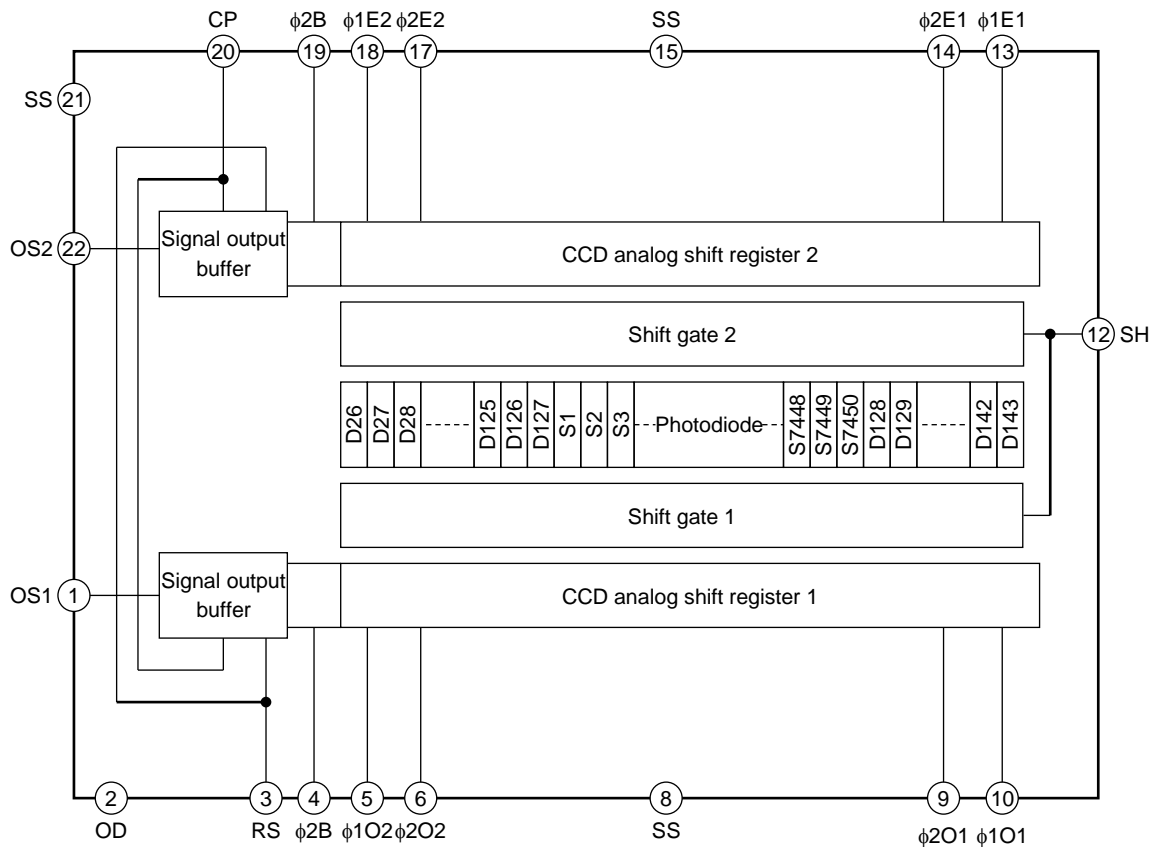 CP φ2B φ1E2 φ2E2 SS φ2E1 φ1E1
20 19 18 17 15 14 13
SS 21
OS2 22
Signal output
buffer
CCD analog shift register 2
Shift gate 2
12 SH
D26 D27 D28 D125 D126 D127 S1 S2 S3 Photodiode S7448 S7449 S7450 D128 D129 D142 D143
Shift gate 1
OS1 1
Signal output
buffer
CCD analog shift register 1
2 3 4 5 6 8 9 10
OD RS φ2B φ1O2 φ2O2 SS φ2O1 φ1O1